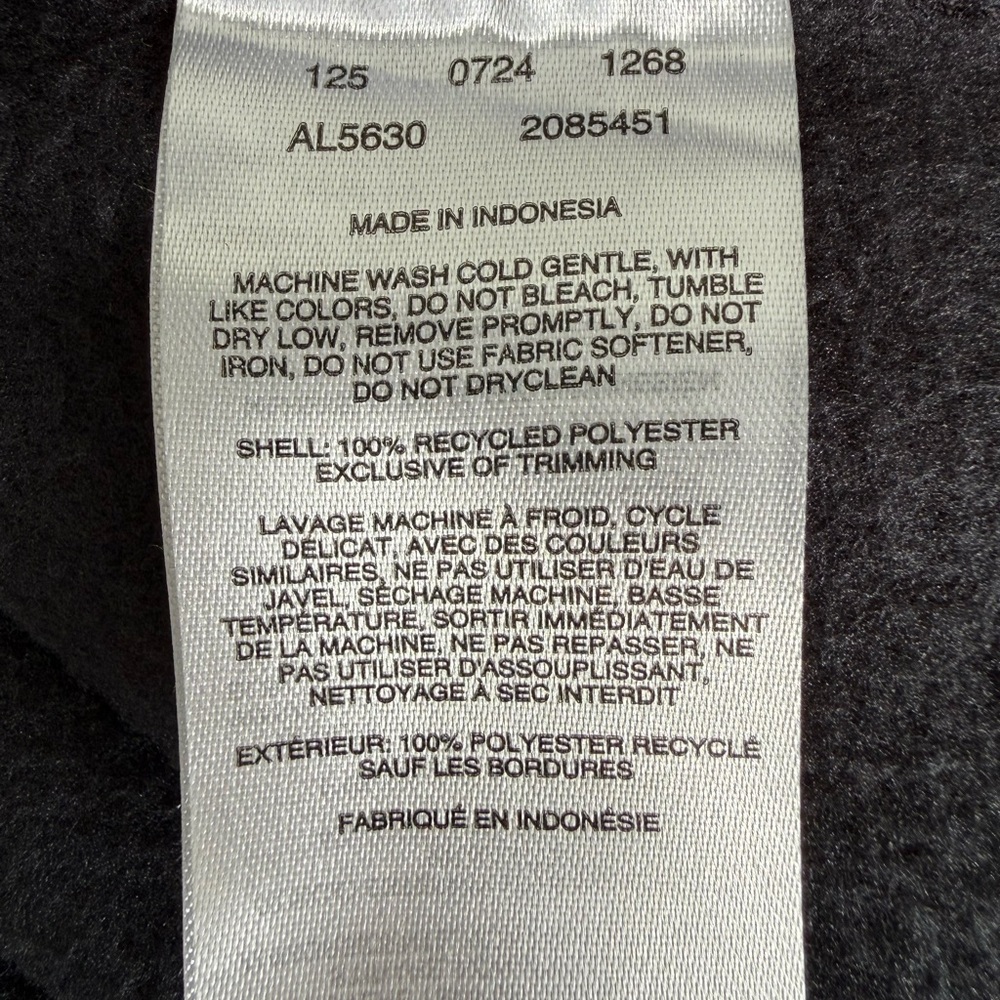 125 0724 1268
AL5630 2085451
MADE IN INDONESIA
MACHINE WASH COLD GENTLE, WITH
LIKE COLORS, DO NOT BLEACH, TUMBLE
DRY LOW, REMOVE PROMPTLY, DO NOT
IRON, DO NOT USE FABRIC SOFTENER,
DO NOT DRYCLEAN
SHELL: 100% RECYCLED POLYESTER
EXCLUSIVE OF TRIMMING
LAVAGE MACHINE À FROID, CYCLE
DÉLICAT, AVEC DES COULEURS
SIMILAIRES, NE PAS UTILISER D'EAU DE
JAVEL, SÉCHAGE MACHINE, BASSE
TEMPÉRATURE, SORTIR IMMÉDIATEMENT
DE LA MACHINE, NE PAS REPASSER, NE
PAS UTILISER D'ASSOUPLISSANT,
NETTOYAGE À SEC INTERDIT
EXTÉRIEUR: 100% POLYESTER RECYCLÉ
SAUF LES BORDURES
FABRIQUÉ EN INDONÉSIE